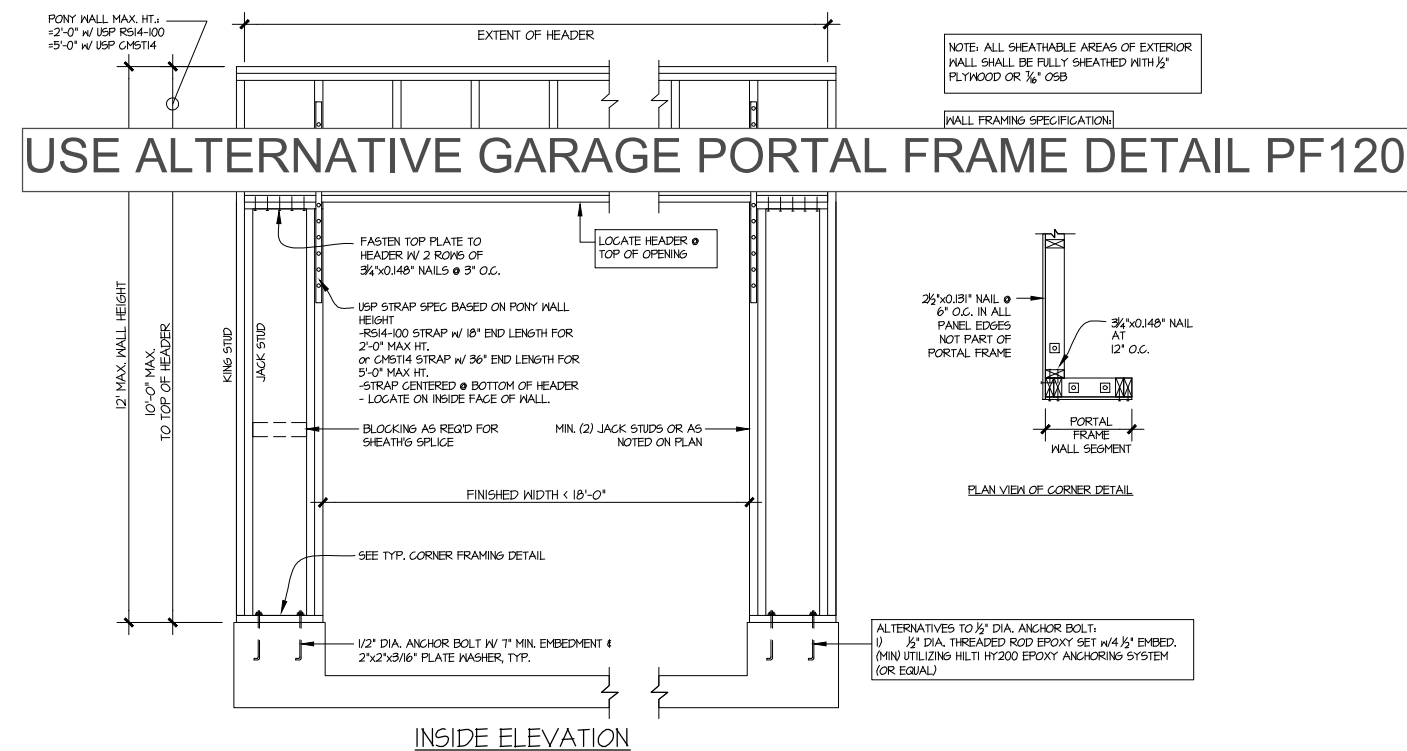 PONY WALL MAX. HT.:
=2'-0" W/ USP RS14-100
=5'-0" W/ USP CMST14
EXTENT OF HEADER
NOTE: ALL SHEATHABLE AREAS OF EXTERIOR
WALL SHALL BE FULLY SHEATHED WITH ½"
PLYWOOD OR 7/16" OSB
WALL FRAMING SPECIFICATION:
USE ALTERNATIVE GARAGE PORTAL FRAME DETAIL PF120
12' MAX. WALL HEIGHT
10'-0" MAX.
TO TOP OF HEADER
KING STUD
JACK STUD
FASTEN TOP PLATE TO
HEADER W/ 2 ROWS OF
3¼"x0.148" NAILS @ 3" O.C.
LOCATE HEADER @
TOP OF OPENING
USP STRAP SPEC BASED ON PONY WALL
HEIGHT
-RS14-100 STRAP w/ 18" END LENGTH FOR
2'-0" MAX HT.
or CMST14 STRAP w/ 36" END LENGTH FOR
5'-0" MAX HT.
-STRAP CENTERED @ BOTTOM OF HEADER
- LOCATE ON INSIDE FACE OF WALL.
BLOCKING AS REQ'D FOR
SHEATH'G SPLICE
MIN. (2) JACK STUDS OR AS
NOTED ON PLAN
FINISHED WIDTH < 18'-0"
SEE TYP. CORNER FRAMING DETAIL
1/2" DIA. ANCHOR BOLT W/ 7" MIN. EMBEDMENT &
2"x2"x3/16" PLATE WASHER, TYP.
INSIDE ELEVATION
2½"x0.131" NAIL @
6" O.C. IN ALL
PANEL EDGES
NOT PART OF
PORTAL FRAME
3¼"x0.148" NAIL
AT
12" O.C.
PORTAL
FRAME
WALL SEGMENT
PLAN VIEW OF CORNER DETAIL
ALTERNATIVES TO ½" DIA. ANCHOR BOLT:
1) ½" DIA. THREADED ROD EPOXY SET w/4 ½" EMBED.
(MIN) UTILIZING HILTI HY200 EPOXY ANCHORING SYSTEM
(OR EQUAL)